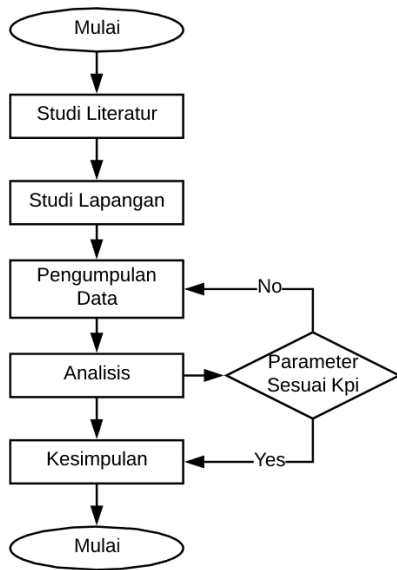 Mulai
Studi Literatur
Studi Lapangan
Pengumpulan
Data
No
Analisis
Parameter
Sesuai Kpi
Kesimpulan
Yes
Mulai